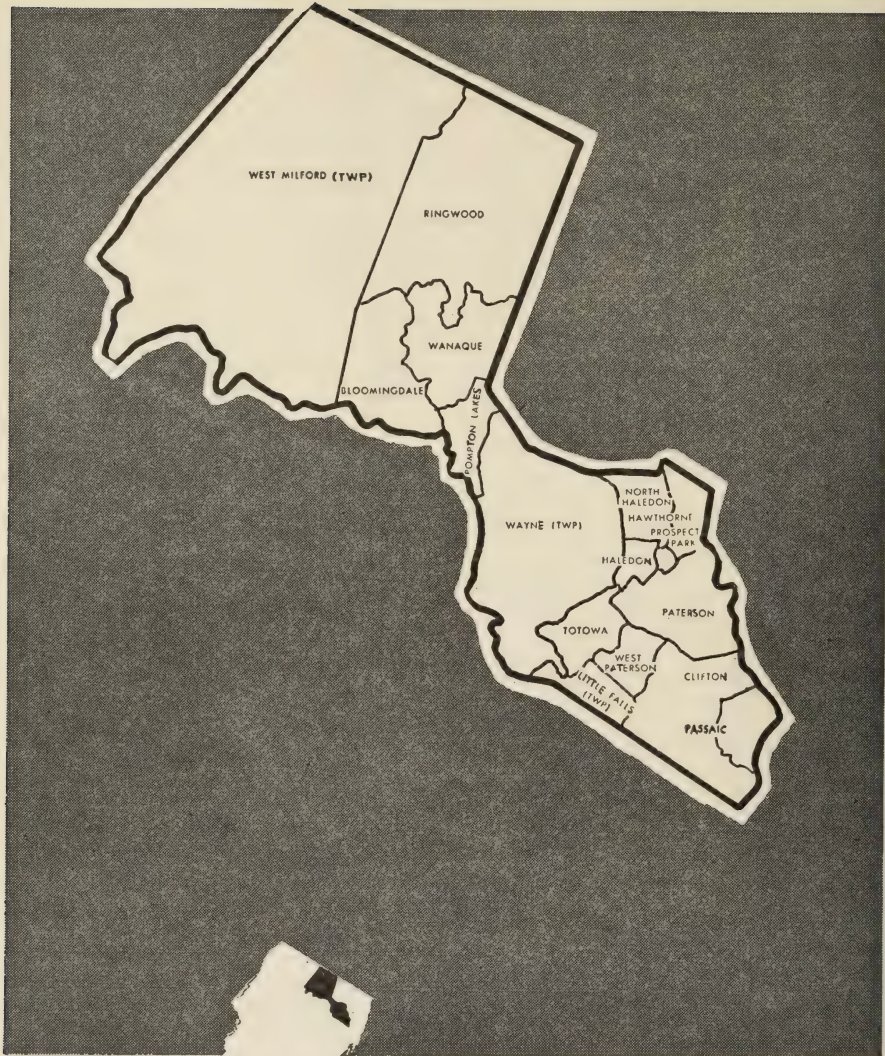 WEST MILFORD (TWP)
RINGWOOD
WANAQUE
BLOOMINGDALE
POMPTON LAKES
WAYNE (TWP)
NORTH
HALEDON
HAWTHORNE
PROSPECT
PARK
HALEDON
PATERSON
TOTOWA
WEST
PATERSON
CLIFTON
LITTLE FALLS
(TWP)
PASSAIC